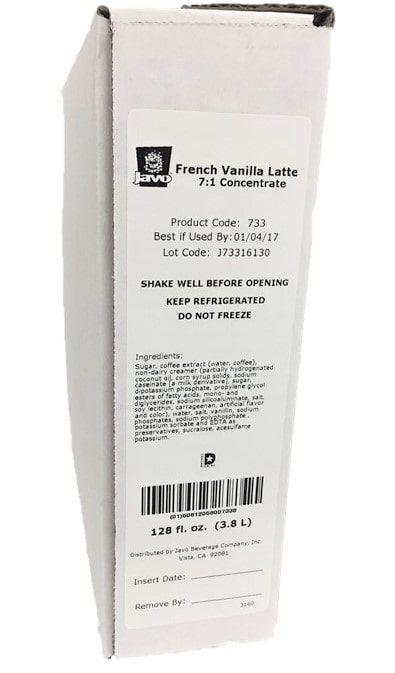 Javo
French Vanilla Latte
7:1 Concentrate
Product Code: 733
Best if Used By: 01/04/17
Lot Code: J73316130
SHAKE WELL BEFORE OPENING
KEEP REFRIGERATED
DO NOT FREEZE
Ingredients:
Sugar, coffee extract (water, coffee),
non-dairy creamer (partially hydrogenated
coconut oil, corn syrup solids, sodium
caseinate [a milk derivative], sugar,
dipotassium phosphate, propylene glycol
esters of fatty acids, mono- and
diglycerides, sodium silicoaluminate, salt,
soy lecithin, carrageenan, artificial flavor
and color), water, salt, vanillin, sodium
phosphates, sodium polyphosphate,
potassium sorbate and EDTA as
preservatives, sucralose, acesulfame
potassium.
D
128 fl. oz. (3.8 L)
Distributed by Javo Beverage Company, Inc.
Vista, CA 92081
Insert Date:
Remove By:
3160